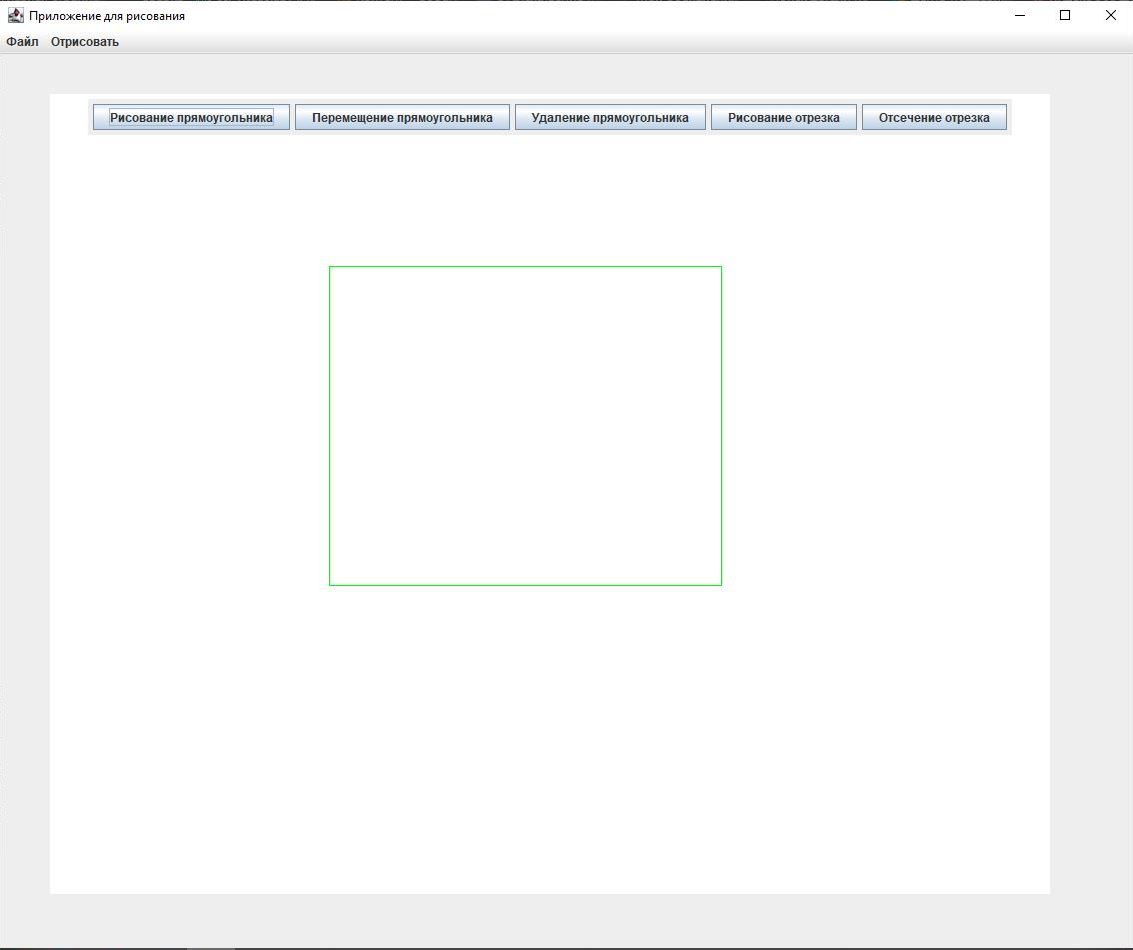 Приложение для рисования
Файл Отрисовать
Рисование прямоугольника Перемещение прямоугольника Удаление прямоугольника Рисование отрезка Отсечение отрезка